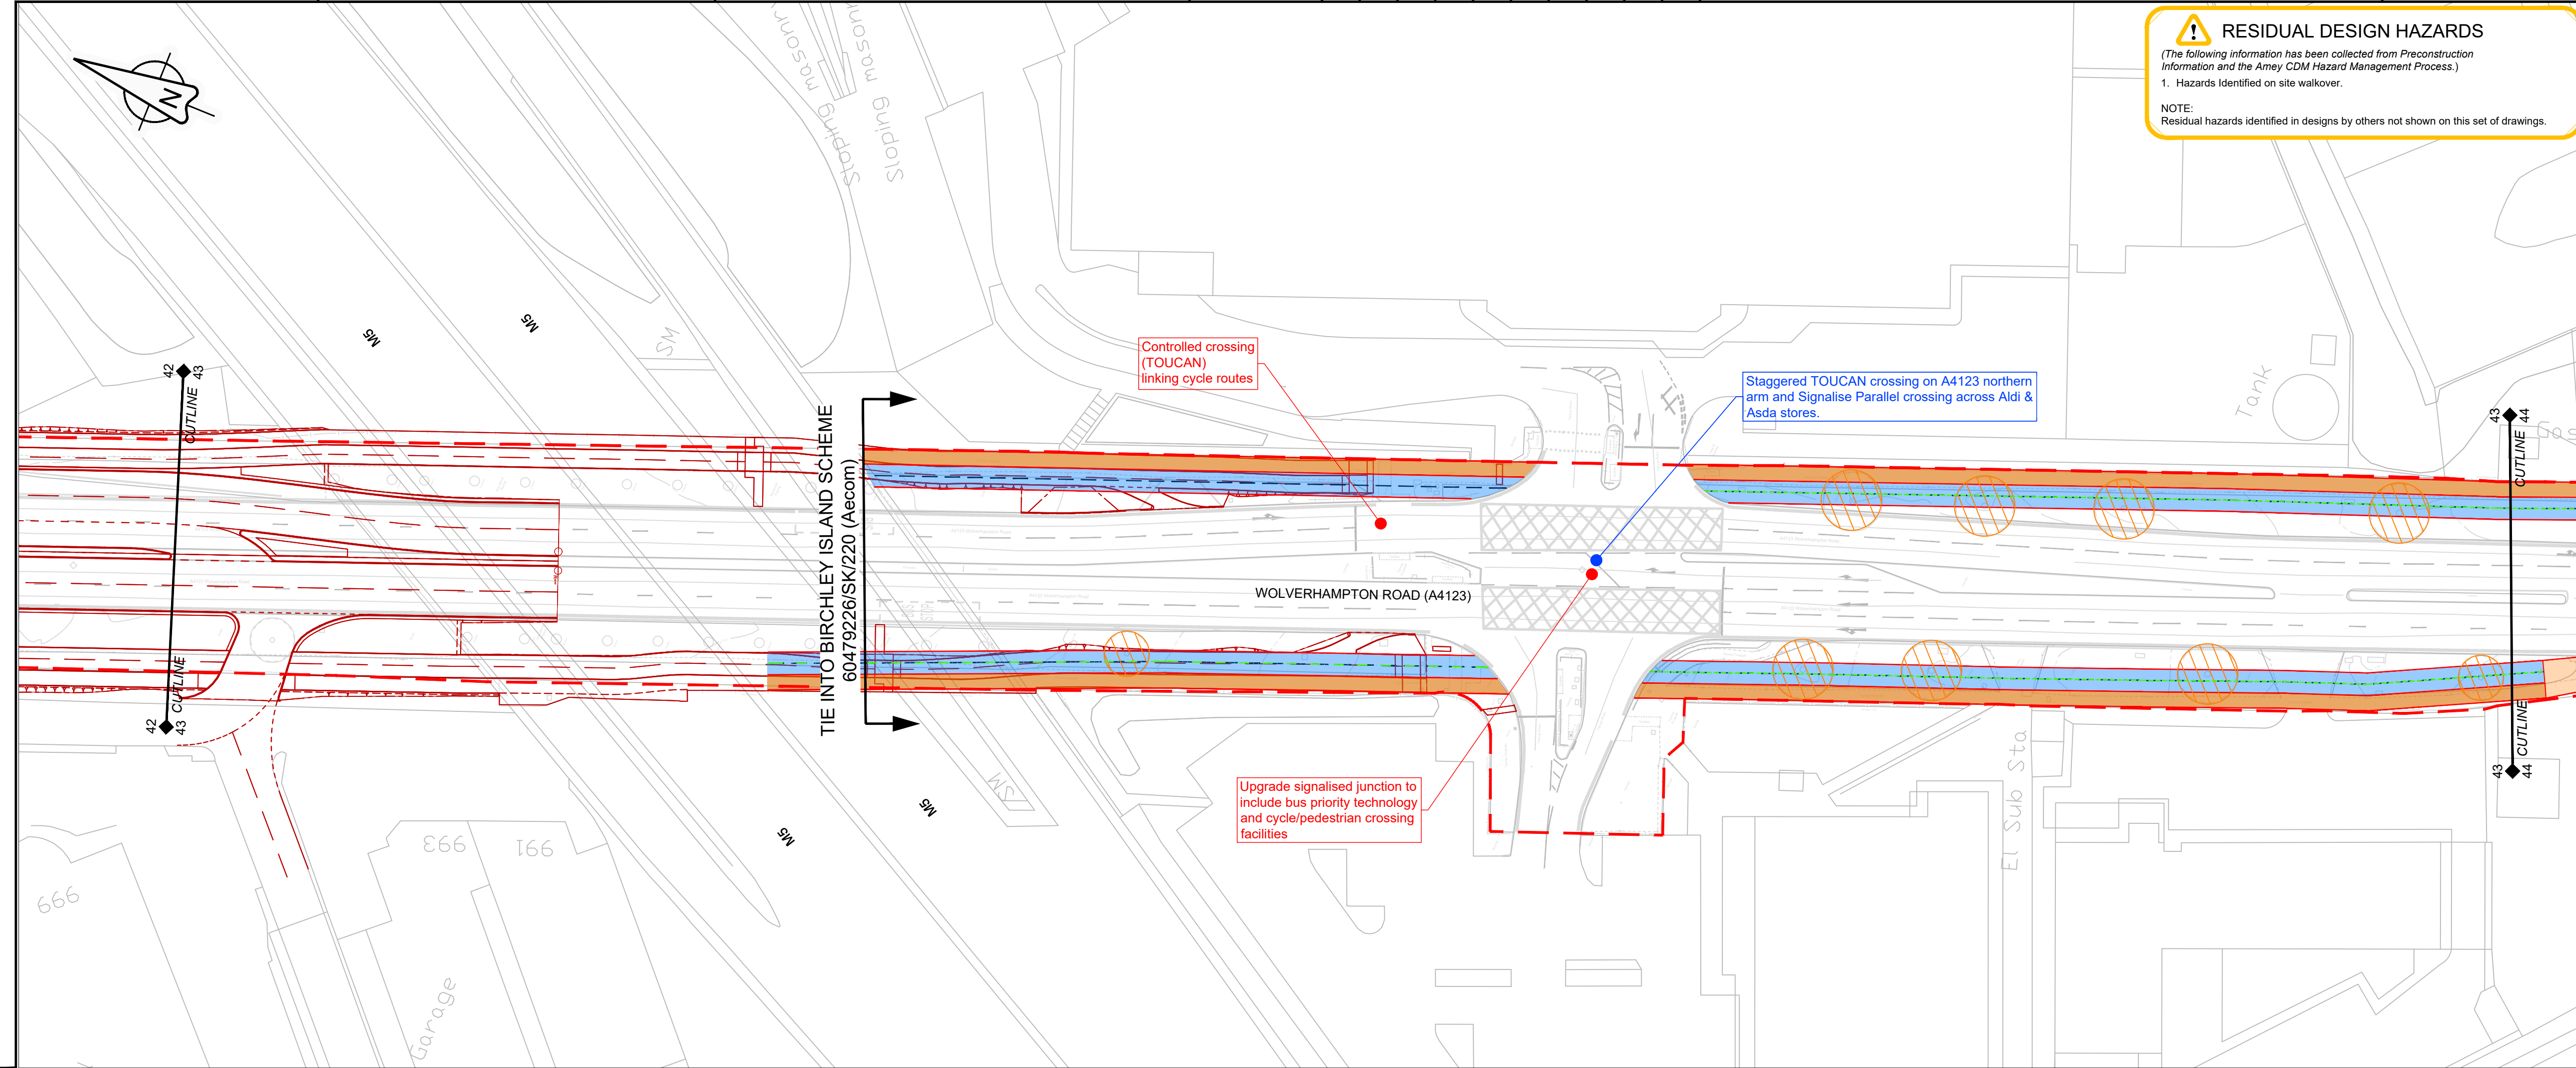 RESIDUAL DESIGN HAZARDS
(The following information has been collected from Preconstruction
Information and the Amey CDM Hazard Management Process.)
1. Hazards Identified on site walkover.
NOTE:
Residual hazards identified in designs by others not shown on this set of drawings.
N
Sloping masonry
Sloping masonry
M5
M5
SM
42
43
CUTLINE
TIE INTO BIRCHLEY ISLAND SCHEME
60479226/SK/220 (Aecom)
Controlled crossing
(TOUCAN)
linking cycle routes
Staggered TOUCAN crossing on A4123 northern
arm and Signalise Parallel crossing across Aldi &
Asda stores.
Tank
43
44
CUTLINE
WOLVERHAMPTON ROAD (A4123)
CUTLINE
42
43
SM
M5
M5
Upgrade signalised junction to
include bus priority technology
and cycle/pedestrian crossing
facilities
El Sub Sta
CUTLINE
43
44
993
991
999
Garage